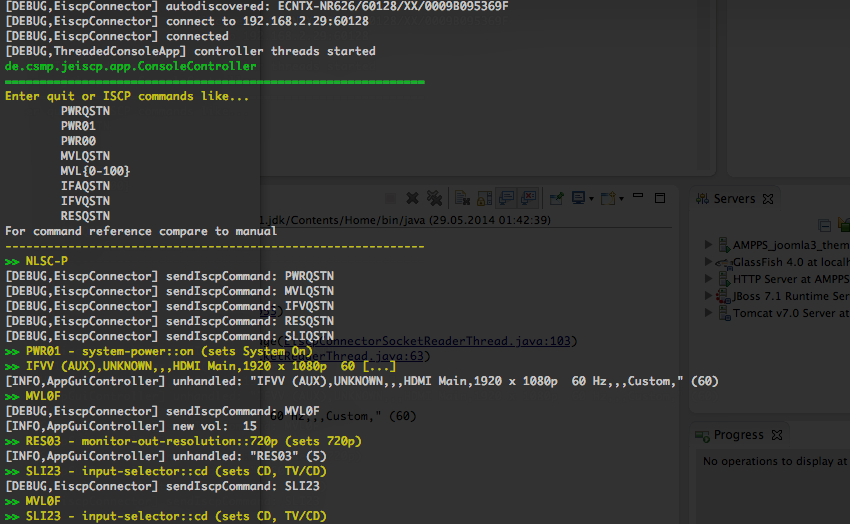 [DEBUG,EiscpConnector] autodiscovered: ECNTX-NR626/60128/XX/0009B095369F
[DEBUG,EiscpConnector] connect to 192.168.2.29:60128
[DEBUG,EiscpConnector] connected
[DEBUG,ThreadedConsoleApp] controller threads started
de.csmp.jeiscp.app.ConsoleController
============================================================
Enter quit or ISCP commands like...
PWRQSTN
PWR01
PWR00
MVLQSTN
MVL{0-100}
IFAQSTN
IFVQSTN
RESQSTN
For command reference compare to manual
------------------------------------------------------------
>> NLSC-P
[DEBUG,EiscpConnector] sendIscpCommand: PWRQSTN
[DEBUG,EiscpConnector] sendIscpCommand: MVLQSTN
[DEBUG,EiscpConnector] sendIscpCommand: IFVQSTN
[DEBUG,EiscpConnector] sendIscpCommand: RESQSTN
[DEBUG,EiscpConnector] sendIscpCommand: SLIQSTN
>> PWR01 - system-power::on (sets System On)
>> IFVV (AUX),UNKNOWN,,,HDMI Main,1920 x 1080p  60 [...]
[INFO,AppGuiController] unhandled: "IFVV (AUX),UNKNOWN,,,HDMI Main,1920 x 1080p  60 Hz,,,Custom," (60)
>> MVL0F
[DEBUG,EiscpConnector] sendIscpCommand: MVL0F
[INFO,AppGuiController] new vol:  15
>> RES03 - monitor-out-resolution::720p (sets 720p)
[INFO,AppGuiController] unhandled: "RES03" (5)
>> SLI23 - input-selector::cd (sets CD, TV/CD)
[DEBUG,EiscpConnector] sendIscpCommand: SLI23
>> MVL0F
>> SLI23 - input-selector::cd (sets CD, TV/CD)
1.jdk/Contents/Home/bin/java (29.05.2014 01:42:39)
EiscpConnectorSocketReaderThread.java:103)
ketReaderThread.java:63)
60 Hz,,,Custom," (60)
Servers
AMPPS_joomla3_them
GlassFish 4.0 at localh
HTTP Server at AMPPS
JBoss 7.1 Runtime Serv
Tomcat v7.0 Server at
Progress
No operations to display at